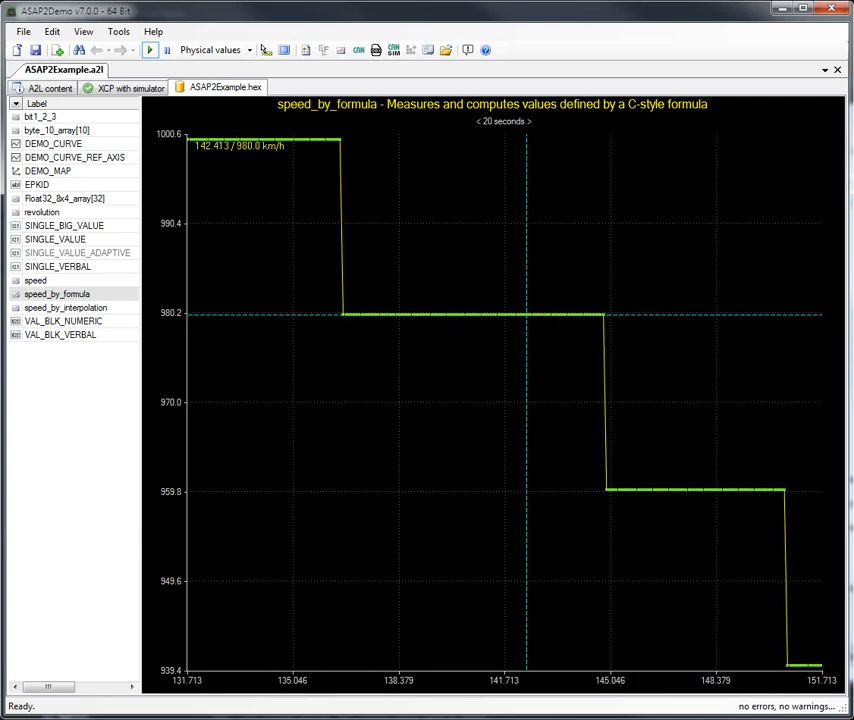 ASAP2Demo v7.0.0 - 64 Bit
File Edit View Tools Help
Physical values
CAN
CAN SIM
ASAP2Example.a2l
A2L content XCP with simulator ASAP2Example.hex
Label
bit1_2_3
byte_10_array[10]
DEMO_CURVE
DEMO_CURVE_REF_AXIS
DEMO_MAP
EPKID
Float32_8x4_array[32]
revolution
SINGLE_BIG_VALUE
SINGLE_VALUE
SINGLE_VALUE_ADAPTIVE
SINGLE_VERBAL
speed
speed_by_formula
speed_by_interpolation
VAL_BLK_NUMERIC
VAL_BLK_VERBAL
speed_by_formula - Measures and computes values defined by a C-style formula
< 20 seconds >
1000.6
142.413 / 980.0 km/h
990.4
980.2
970.0
959.8
949.6
939.4
131.713 135.046 138.379 141.713 145.046 148.379 151.713
Ready. no errors, no warnings...